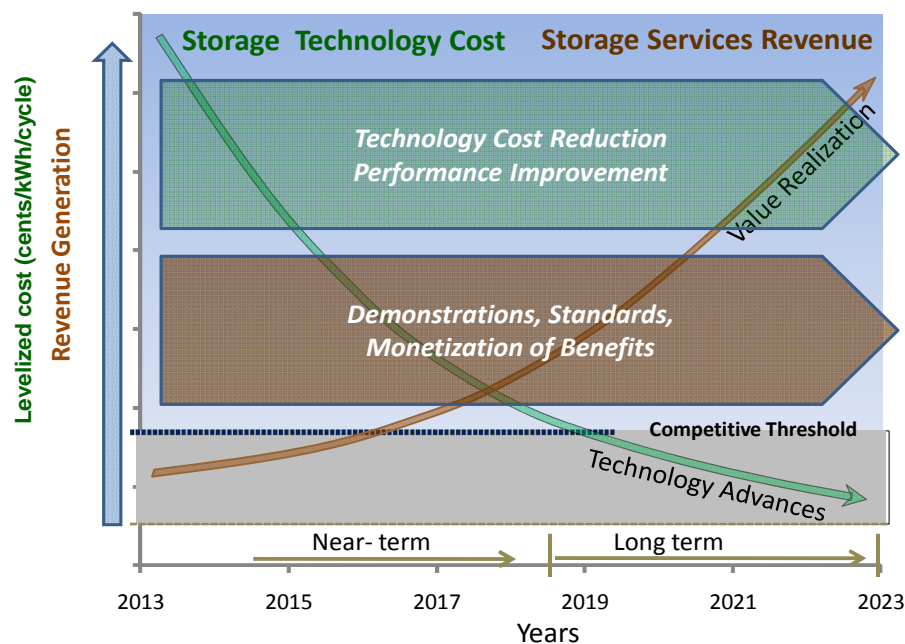 Storage Technology Cost
Storage Services Revenue
Levelized cost (cents/kWh/cycle)
Revenue Generation
Technology Cost Reduction
Performance Improvement
Value Realization
Demonstrations, Standards,
Monetization of Benefits
Competitive Threshold
Technology Advances
Near- term
Long term
2013
2015
2017
2019
2021
2023
Years